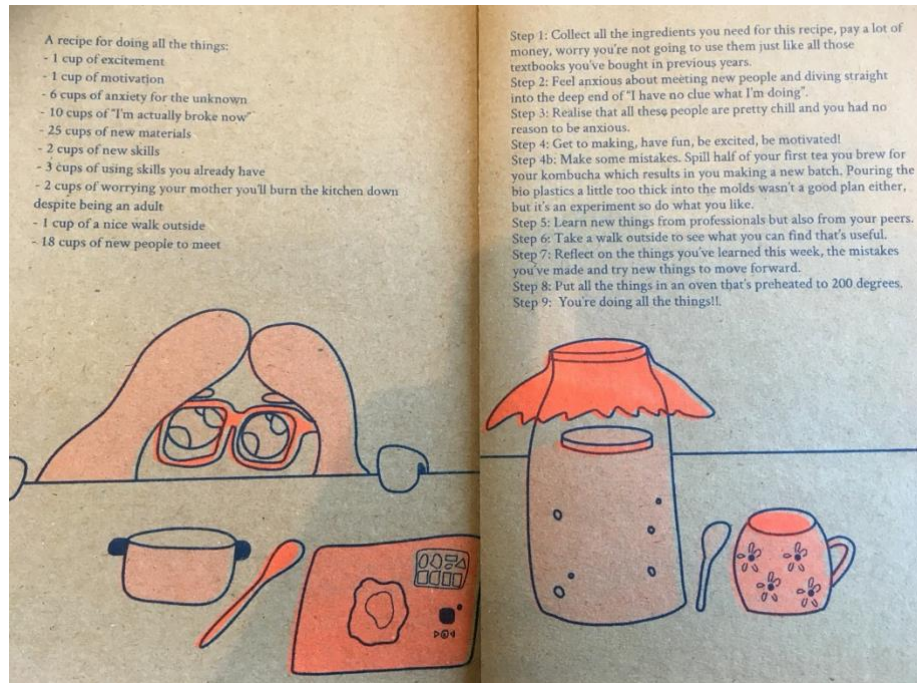 A recipe for doing all the things:
- 1 cup of excitement
- 1 cup of motivation
- 6 cups of anxiety for the unknown
- 10 cups of "I'm actually broke now"
- 25 cups of new materials
- 2 cups of new skills
- 3 cups of using skills you already have
- 2 cups of worrying your mother you'll burn the kitchen down
despite being an adult
- 1 cup of a nice walk outside
- 18 cups of new people to meet
Step 1: Collect all the ingredients you need for this recipe, pay a lot of
money, worry you're not going to use them just like all those
textbooks you've bought in previous years.
Step 2: Feel anxious about meeting new people and diving straight
into the deep end of "I have no clue what I'm doing".
Step 3: Realise that all these people are pretty chill and you had no
reason to be anxious.
Step 4: Get to making, have fun, be excited, be motivated!
Step 4b: Make some mistakes. Spill half of your first tea you brew for
your kombucha which results in you making a new batch. Pouring the
bio plastics a little too thick into the molds wasn't a good plan either,
but it's an experiment so do what you like.
Step 5: Learn new things from professionals but also from your peers.
Step 6: Take a walk outside to see what you can find that's useful.
Step 7: Reflect on the things you've learned this week, the mistakes
you've made and try new things to move forward.
Step 8: Put all the things in an oven that's preheated to 200 degrees.
Step 9: You're doing all the things!!